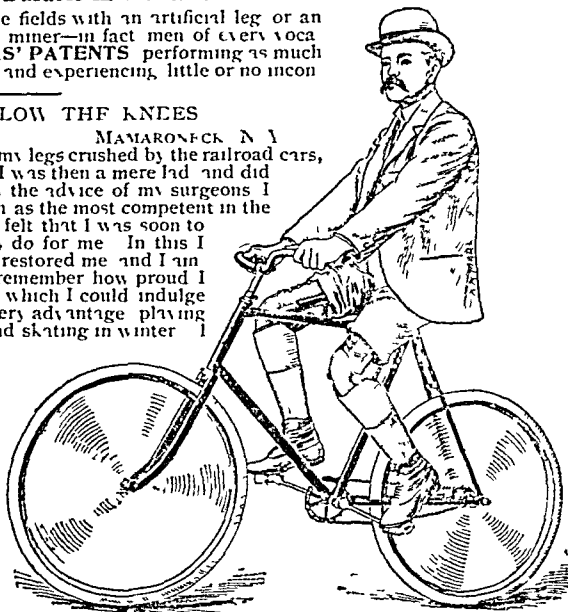 e fields with an artificial leg or an
miner—in fact men of every voca
S' PATENTS performing as much
and experiencing little or no incon
LOW THE KNEES
MAMARONECK N Y
my legs crushed by the railroad cars,
I was then a mere lad and did
the advice of my surgeons I
as the most competent in the
felt that I was soon to
do for me In this I
restored me and I am
remember how proud I
which I could indulge
ery advantage playing
nd skating in winter I